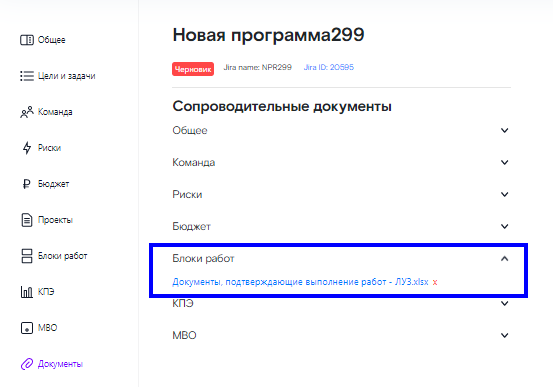 Общее
Цели и задачи
Команда
Риски
Бюджет
Проекты
Блоки работ
КПЭ
МВО
Документы
Новая программа299
Черновик Jira name: NPR299 Jira ID: 20595
Сопроводительные документы
Общее
Команда
Риски
Бюджет
Блоки работ
Документы, подтверждающие выполнение работ - ЛУЗ.xlsx x
КПЭ
МВО